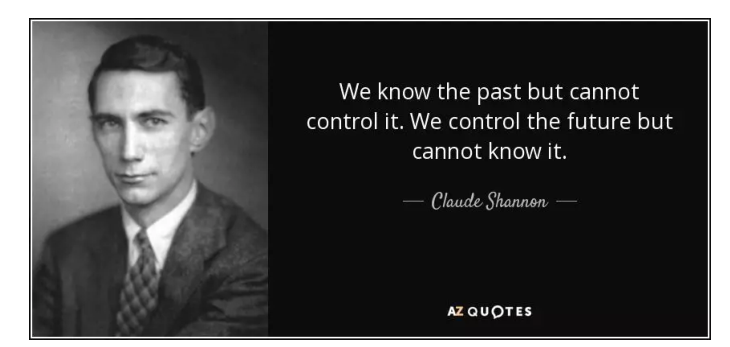 We know the past but cannot
control it. We control the future but
cannot know it.
— Claude Shannon —
AZ QUOTES